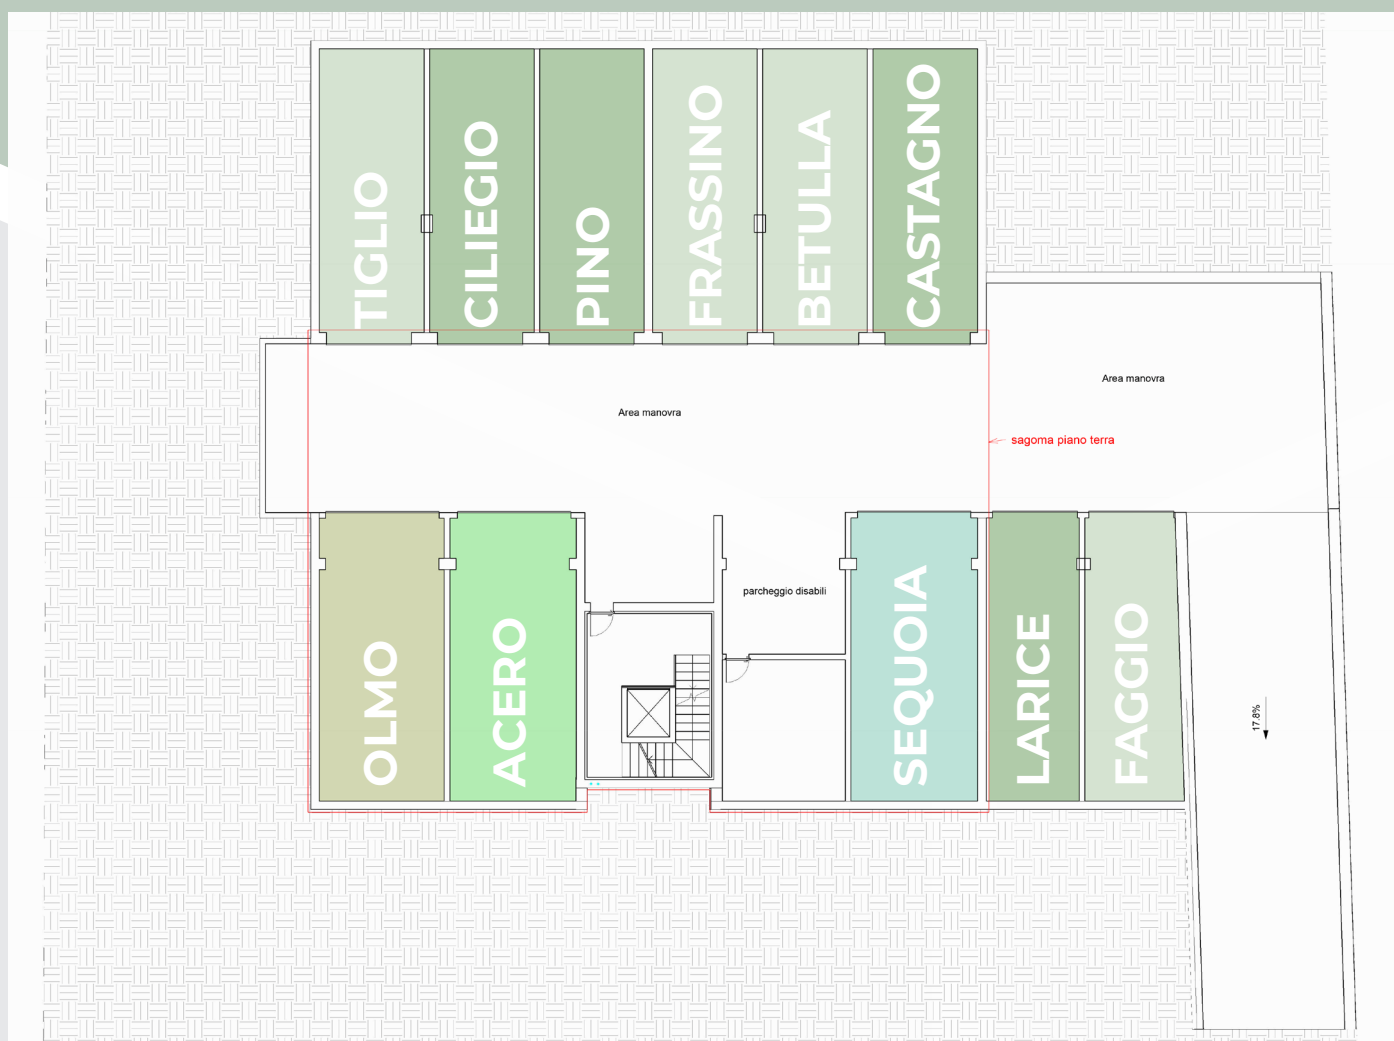 TIGLIO
CILIEGIO
PINO
FRASSINO
BETULLA
CASTAGNO
Area manovra
Area manovra
sagoma piano terra
OLMO
ACERO
parcheggio disabili
SEQUOIA
LARICE
FAGGIO
17.8%